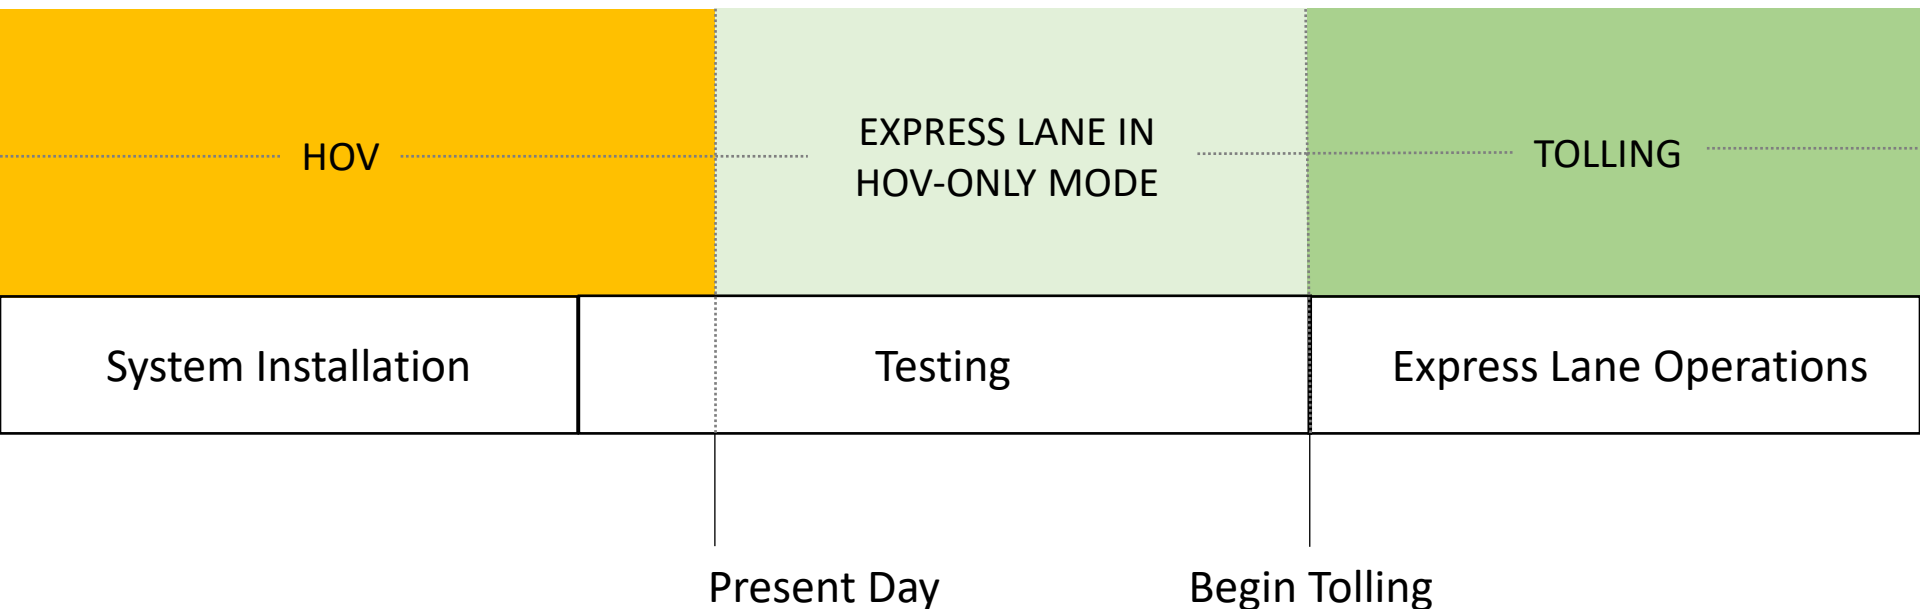 HOV
EXPRESS LANE IN
HOV-ONLY MODE
TOLLING
System Installation
Testing
Express Lane Operations
Present Day
Begin Tolling